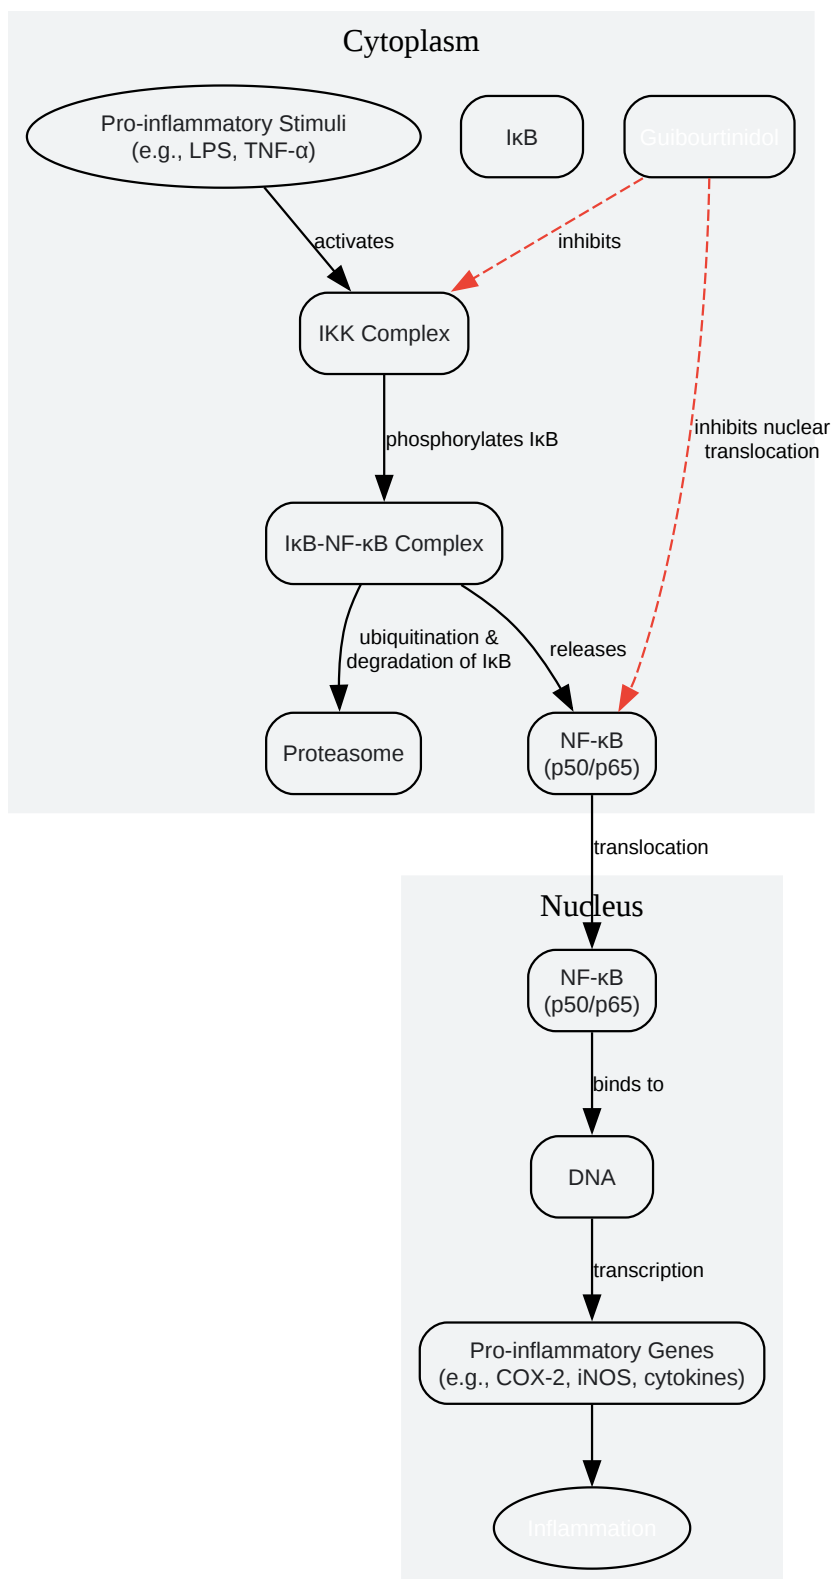 Cytoplasm
Pro-inflammatory Stimuli
(e.g., LPS, TNF-α)
IκB
Guibourtinidol
activates
inhibits
IKK Complex
phosphorylates IκB
inhibits nuclear
translocation
IκB-NF-κB Complex
ubiquitination &
degradation of IκB
releases
Proteasome
NF-κB
(p50/p65)
translocation
Nucleus
NF-κB
(p50/p65)
binds to
DNA
transcription
Pro-inflammatory Genes
(e.g., COX-2, iNOS, cytokines)
Inflammation